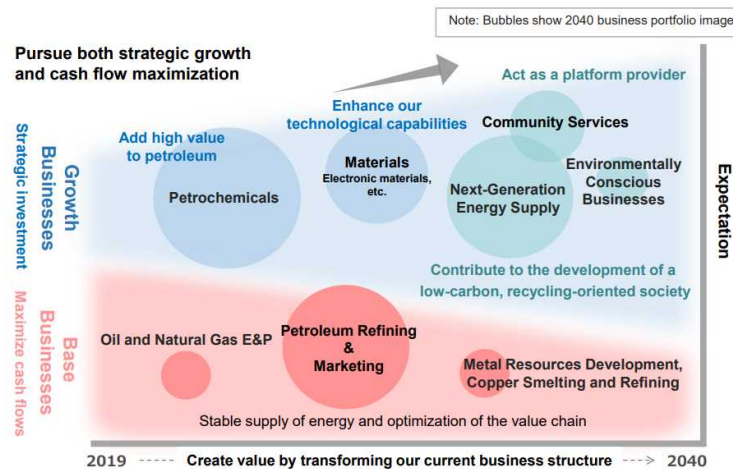 Note: Bubbles show 2040 business portfolio image
Pursue both strategic growth
and cash flow maximization
Act as a platform provider
Enhance our
technological capabilities
Add high value
to petroleum
Community Services
Materials
Electronic materials,
etc.
Petrochemicals
Next-Generation
Energy Supply
Environmentally
Conscious
Businesses
Growth
Businesses
Strategic investment
Expectation
Contribute to the development of a
low-carbon, recycling-oriented society
Base
Businesses
Maximize cash flows
Oil and Natural Gas E&P
Petroleum Refining
&
Marketing
Metal Resources Development,
Copper Smelting and Refining
Stable supply of energy and optimization of the value chain
2019 Create value by transforming our current business structure 2040